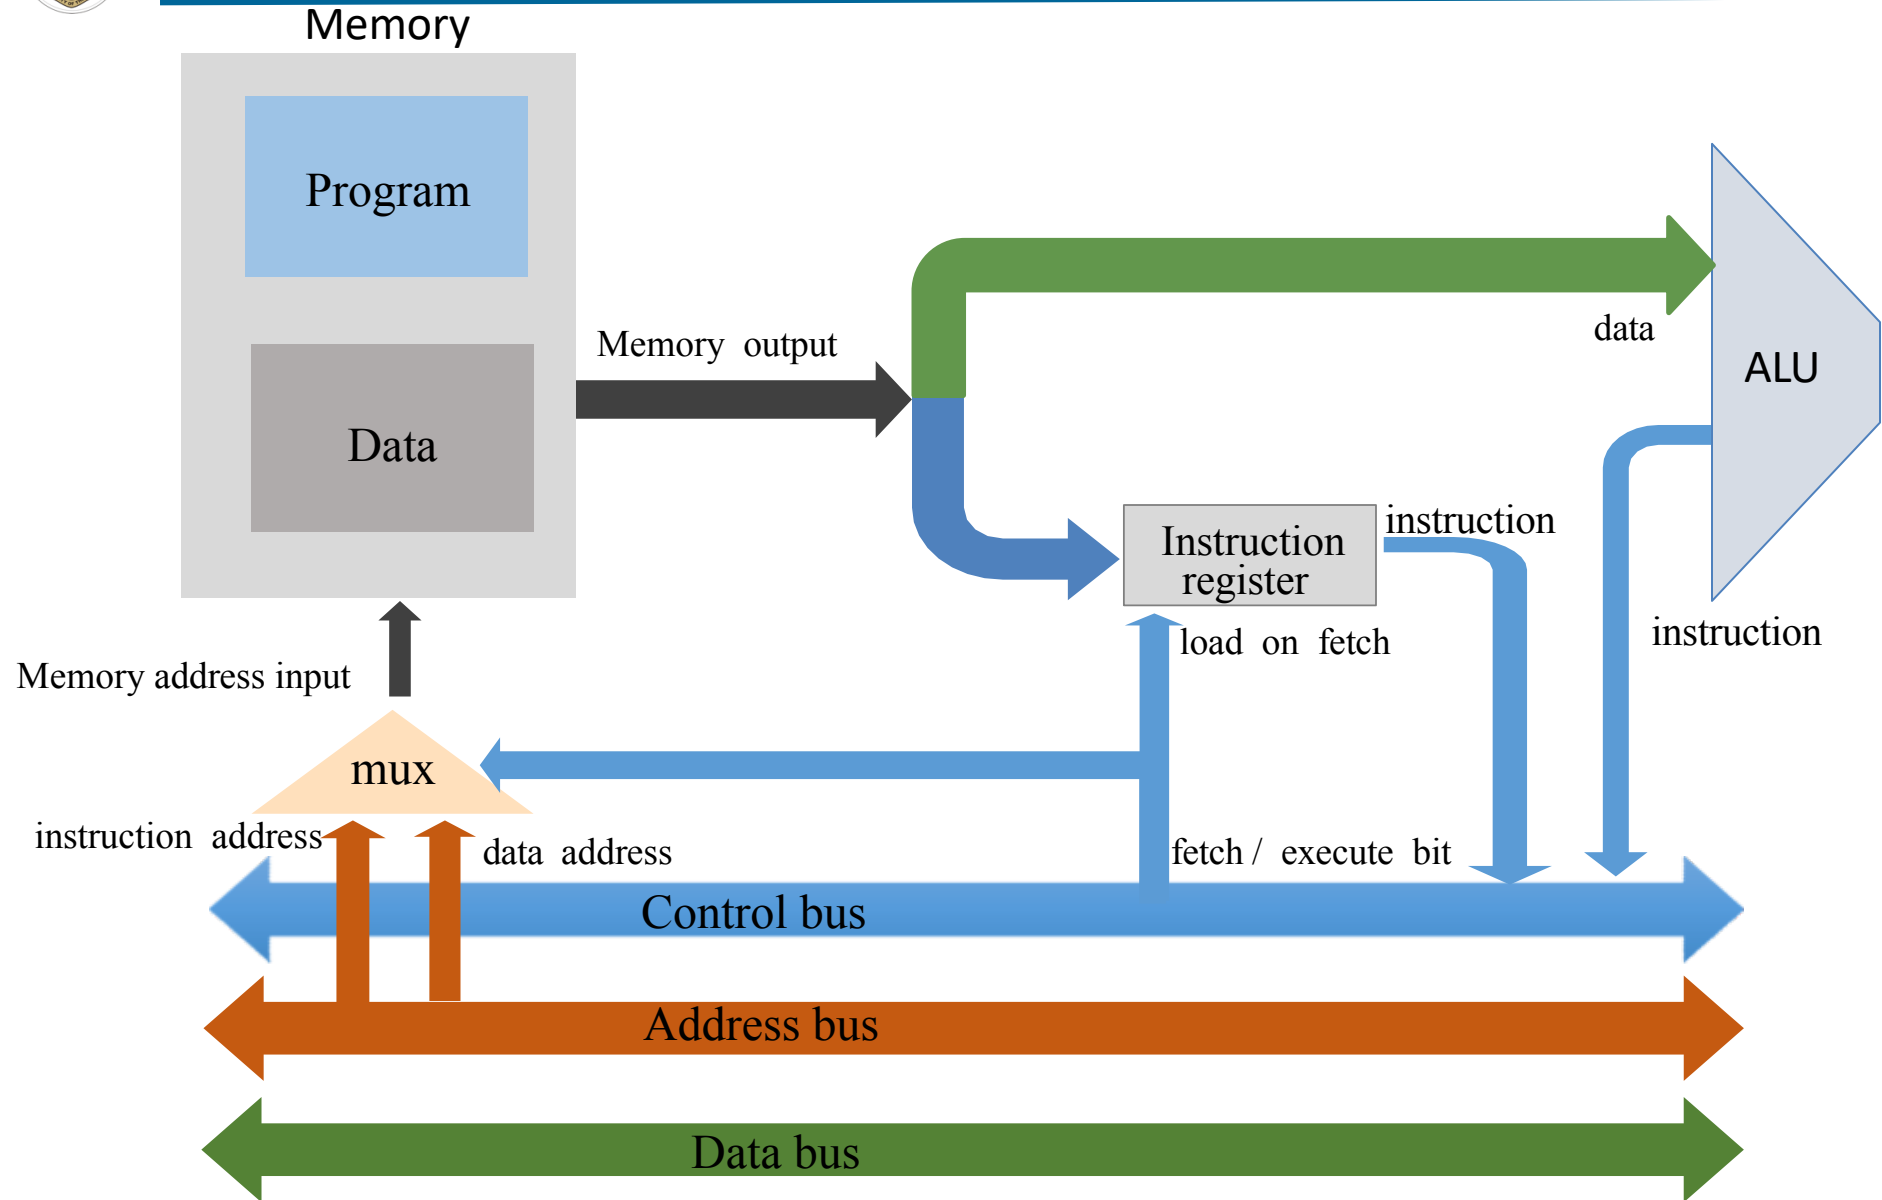 Memory
Program
Data
Memory output
data
ALU
instruction
Instruction
register
load on fetch
instruction
Memory address input
mux
instruction address
data address
fetch / execute bit
Control bus
Address bus
Data bus